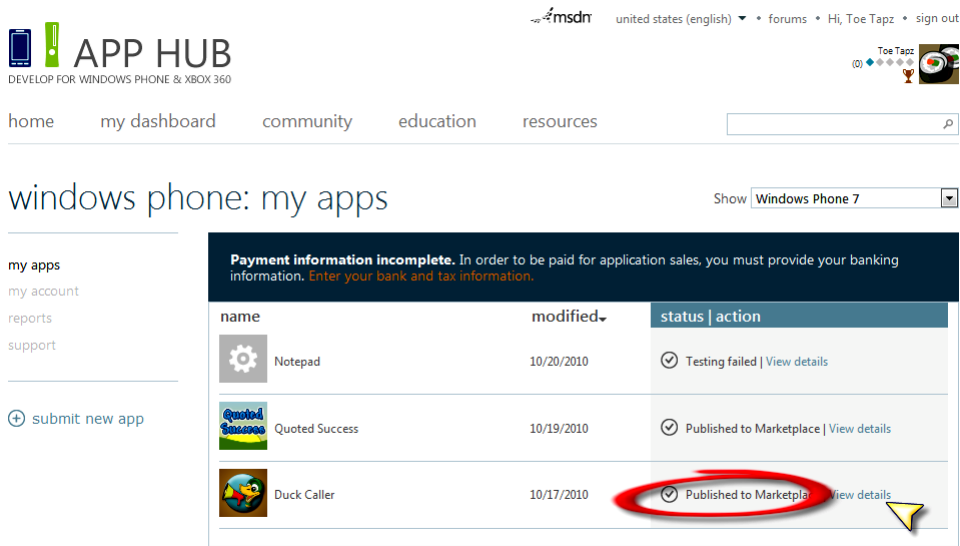 msdn
united states (english) • forums • Hi, Toe Tapz • sign out
APP HUB
DEVELOP FOR WINDOWS PHONE & XBOX 360
Toe Tapz
(0)
home my dashboard community education resources
windows phone: my apps
Show Windows Phone 7
my apps
my account
reports
support
submit new app
Payment information incomplete. In order to be paid for application sales, you must provide your banking
information. Enter your bank and tax information.
name modified status | action
Notepad 10/20/2010 Testing failed | View details
Quoted
Success
Quoted Success 10/19/2010 Published to Marketplace | View details
Duck Caller 10/17/2010 Published to Marketplace View details